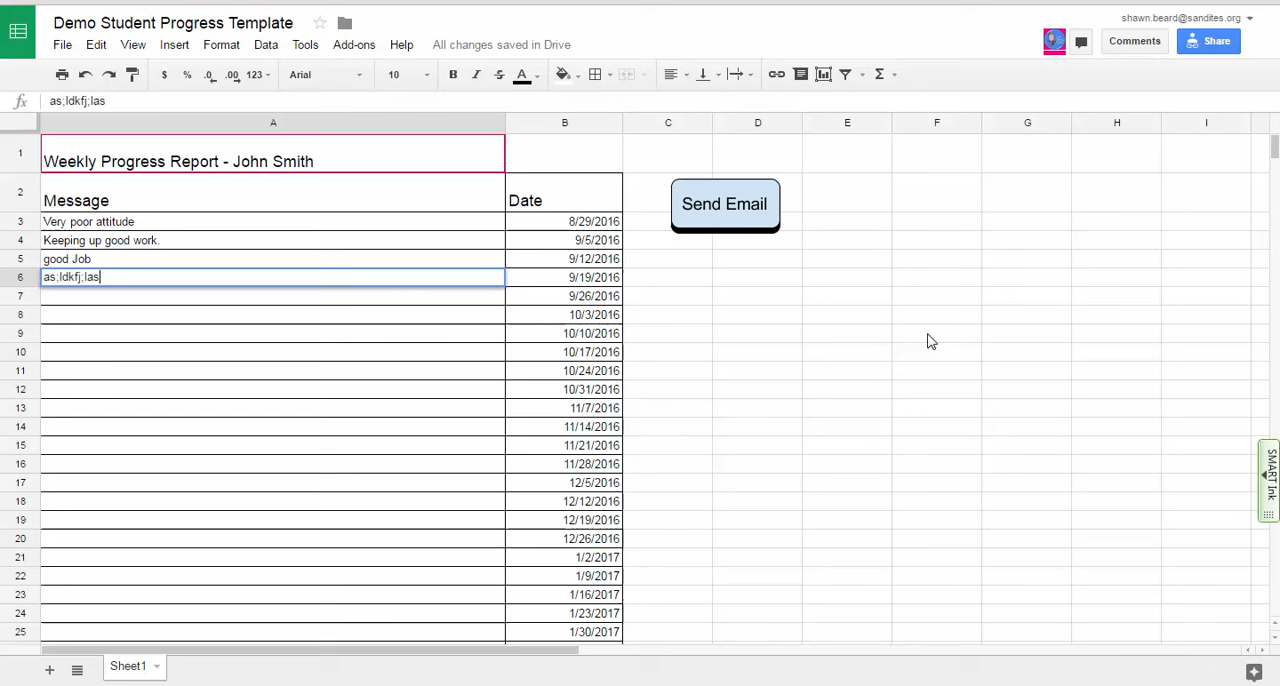 Demo Student Progress Template
shawn.beard@sandites.org
File Edit View Insert Format Data Tools Add-ons Help All changes saved in Drive
Comments Share
$ % .0 .00 123 Arial 10 B I S A Σ
fx as;ldkfj;las
A B C D E F G H I
1 Weekly Progress Report - John Smith
2 Message Date
Send Email
3 Very poor attitude 8/29/2016
4 Keeping up good work. 9/5/2016
5 good Job 9/12/2016
6 as;ldkfj;las 9/19/2016
7 9/26/2016
8 10/3/2016
9 10/10/2016
10 10/17/2016
11 10/24/2016
12 10/31/2016
13 11/7/2016
14 11/14/2016
15 11/21/2016
16 11/28/2016
17 12/5/2016
18 12/12/2016
19 12/19/2016
20 12/26/2016
21 1/2/2017
22 1/9/2017
23 1/16/2017
24 1/23/2017
25 1/30/2017
SMART Ink
Sheet1